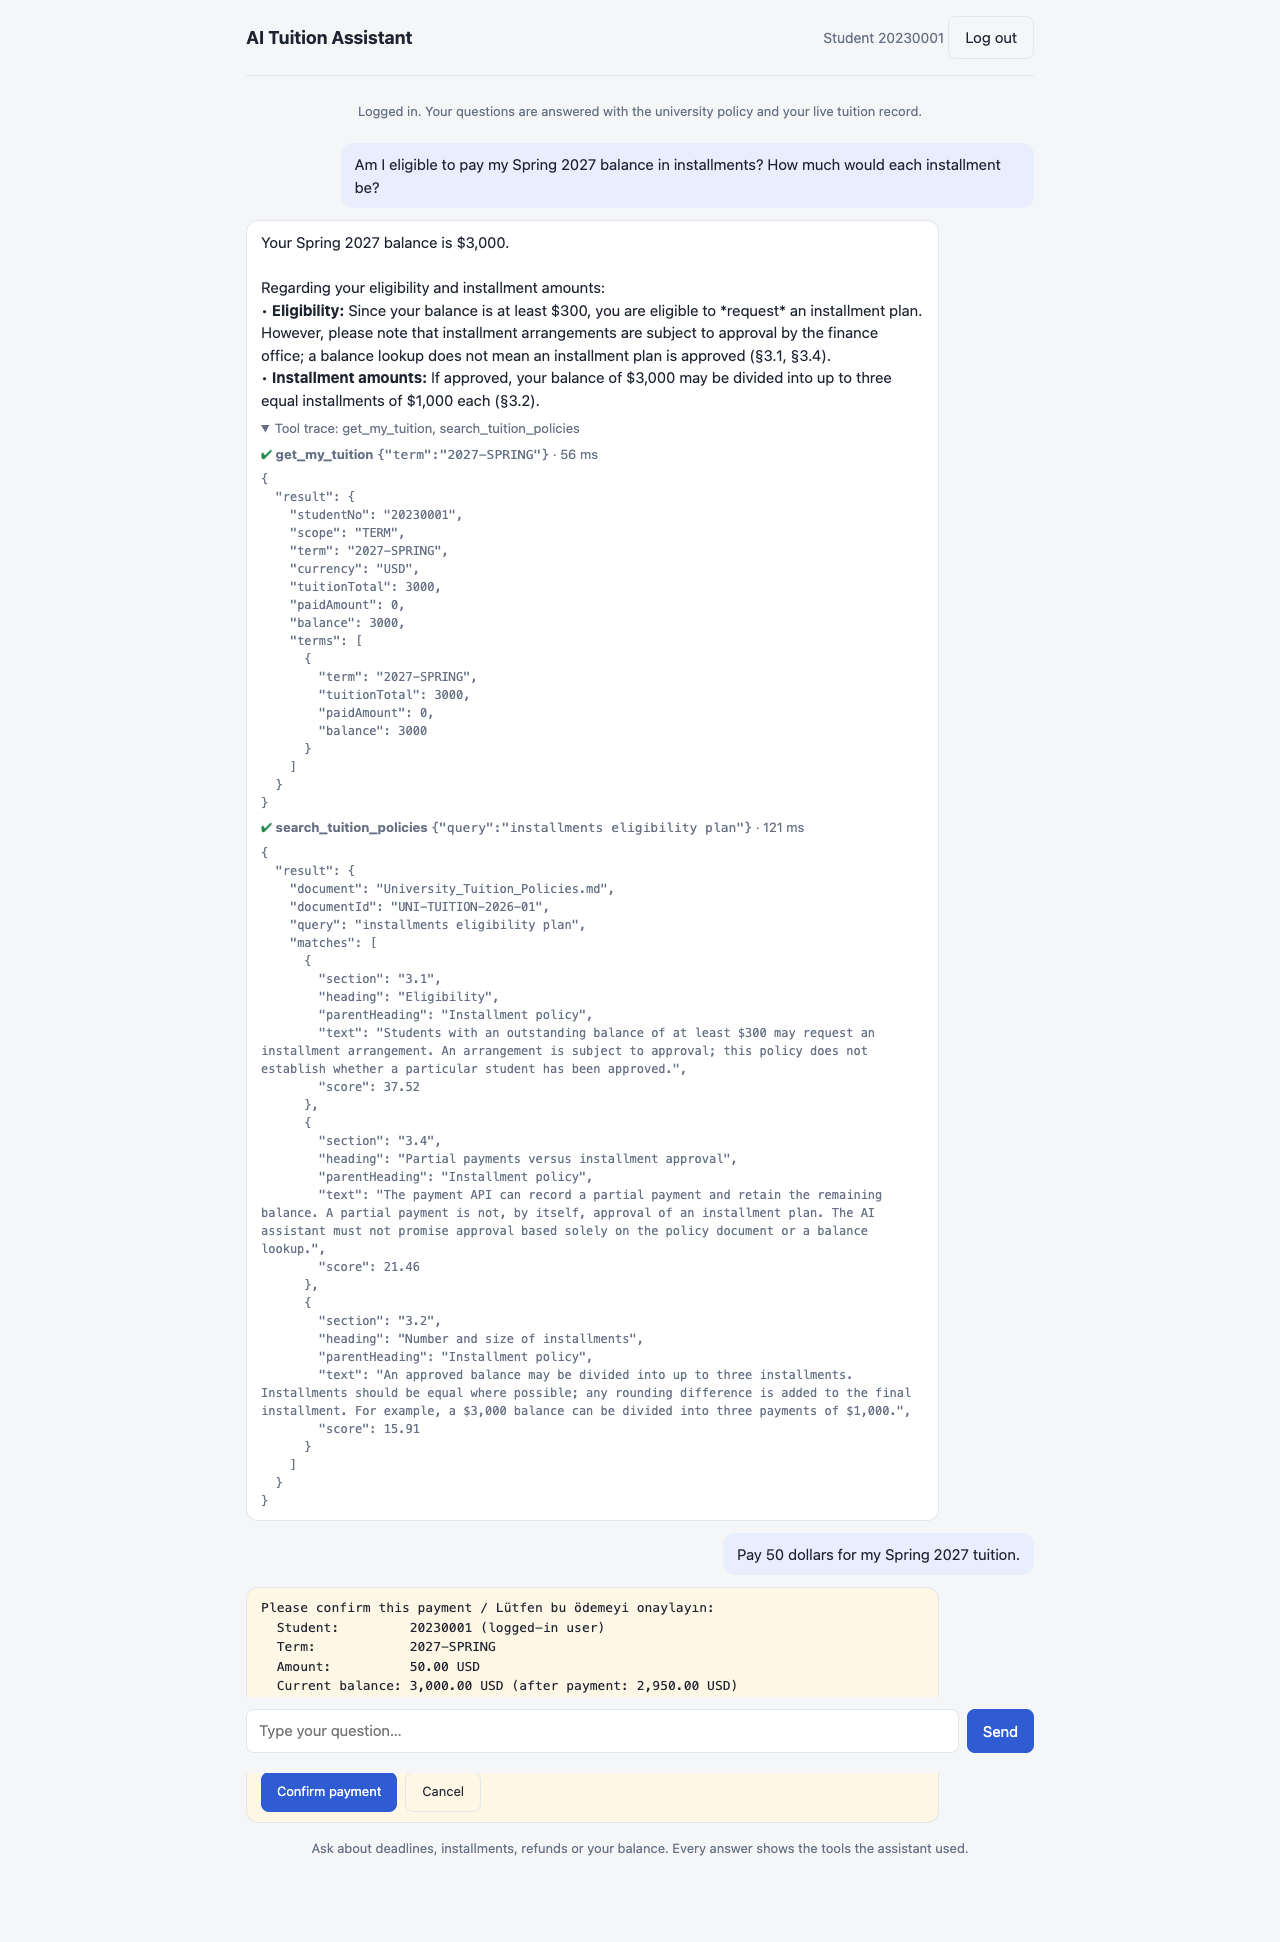 AI Tuition Assistant
Student 20230001
Log out
Logged in. Your questions are answered with the university policy and your live tuition record.
Am I eligible to pay my Spring 2027 balance in installments? How much would each installment
be?
Your Spring 2027 balance is $3,000.
Regarding your eligibility and installment amounts:
• Eligibility: Since your balance is at least $300, you are eligible to *request* an installment plan.
However, please note that installment arrangements are subject to approval by the finance
office; a balance lookup does not mean an installment plan is approved (§3.1, §3.4).
• Installment amounts: If approved, your balance of $3,000 may be divided into up to three
equal installments of $1,000 each (§3.2).
▼ Tool trace: get_my_tuition, search_tuition_policies
✔ get_my_tuition {"term":"2027-SPRING"} · 56 ms
{
  "result": {
    "studentNo": "20230001",
    "scope": "TERM",
    "term": "2027-SPRING",
    "currency": "USD",
    "tuitionTotal": 3000,
    "paidAmount": 0,
    "balance": 3000,
    "terms": [
      {
        "term": "2027-SPRING",
        "tuitionTotal": 3000,
        "paidAmount": 0,
        "balance": 3000
      }
    ]
  }
}
✔ search_tuition_policies {"query":"installments eligibility plan"} · 121 ms
{
  "result": {
    "document": "University_Tuition_Policies.md",
    "documentId": "UNI-TUITION-2026-01",
    "query": "installments eligibility plan",
    "matches": [
      {
        "section": "3.1",
        "heading": "Eligibility",
        "parentHeading": "Installment policy",
        "text": "Students with an outstanding balance of at least $300 may request an
installment arrangement. An arrangement is subject to approval; this policy does not
establish whether a particular student has been approved.",
        "score": 37.52
      },
      {
        "section": "3.4",
        "heading": "Partial payments versus installment approval",
        "parentHeading": "Installment policy",
        "text": "The payment API can record a partial payment and retain the remaining
balance. A partial payment is not, by itself, approval of an installment plan. The AI
assistant must not promise approval based solely on the policy document or a balance
lookup.",
        "score": 21.46
      },
      {
        "section": "3.2",
        "heading": "Number and size of installments",
        "parentHeading": "Installment policy",
        "text": "An approved balance may be divided into up to three installments.
Installments should be equal where possible; any rounding difference is added to the final
installment. For example, a $3,000 balance can be divided into three payments of $1,000.",
        "score": 15.91
      }
    ]
  }
}
Pay 50 dollars for my Spring 2027 tuition.
Please confirm this payment / Lütfen bu ödemeyi onaylayın:
  Student:         20230001 (logged-in user)
  Term:            2027-SPRING
  Amount:          50.00 USD
  Current balance: 3,000.00 USD (after payment: 2,950.00 USD)
Type your question...
Send
Confirm payment
Cancel
Ask about deadlines, installments, refunds or your balance. Every answer shows the tools the assistant used.